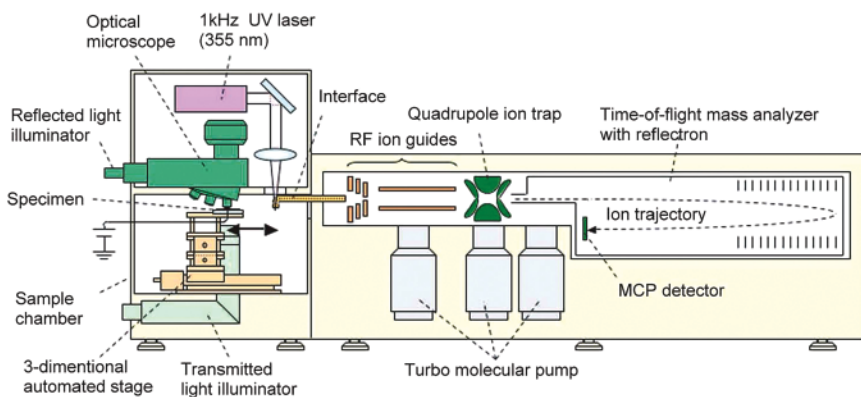 Optical
microscope
1kHz UV laser
(355 nm)
Interface
Reflected light
illuminator
Specimen
Sample
chamber
3-dimentional
automated stage
Transmitted
light illuminator
RF ion guides
Quadrupole ion trap
Time-of-flight mass analyzer
with reflectron
Ion trajectory
MCP detector
Turbo molecular pump